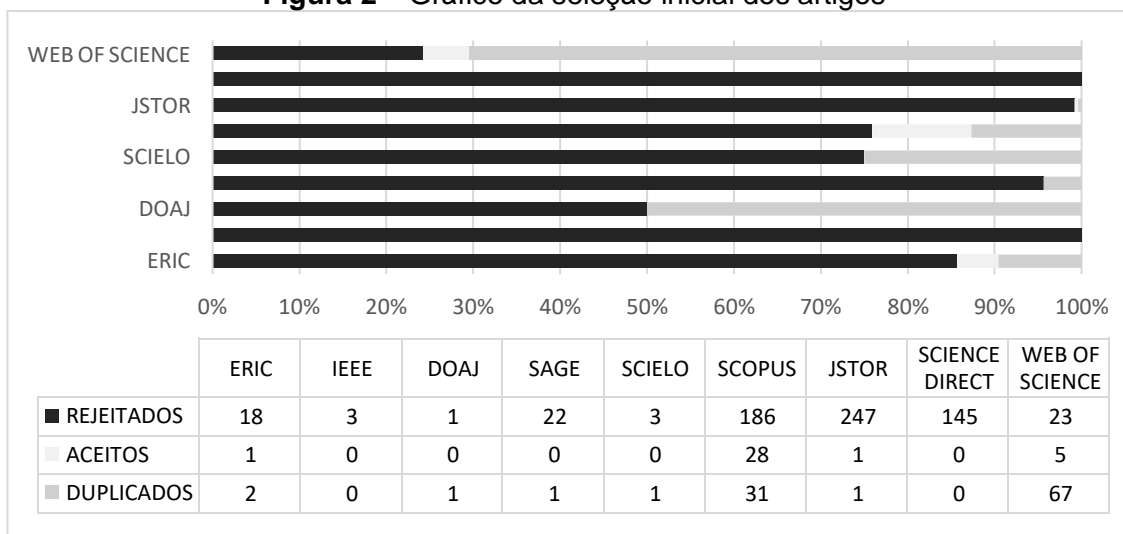 Figura 2 – Gráfico da seleção inicial dos artigos
WEB OF SCIENCE
JSTOR
SCIELO
DOAJ
ERIC
0% 10% 20% 30% 40% 50% 60% 70% 80% 90% 100%
ERIC IEEE DOAJ SAGE SCIELO SCOPUS JSTOR SCIENCE DIRECT WEB OF SCIENCE
REJEITADOS 18 3 1 22 3 186 247 145 23
ACEITOS 1 0 0 0 0 28 1 0 5
DUPLICADOS 2 0 1 1 1 31 1 0 67